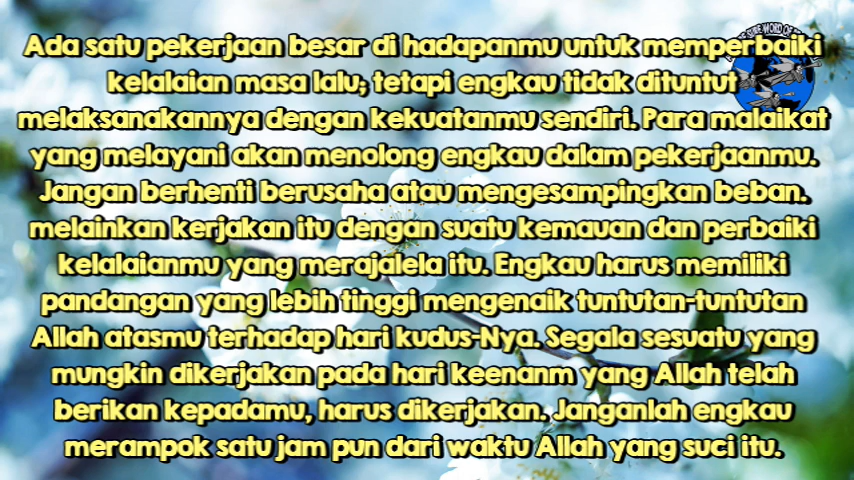 Ada satu pekerjaan besar di hadapanmu untuk memperbaiki
kelalaian masa lalu; tetapi engkau tidak dituntut
melaksanakannya dengan kekuatanmu sendiri. Para malaikat
yang melayani akan menolong engkau dalam pekerjaanmu.
Jangan berhenti berusaha atau mengesampingkan beban.
melainkan kerjakan itu dengan suatu kemauan dan perbaiki
kelalaianmu yang merajalela itu. Engkau harus memiliki
pandangan yang lebih tinggi mengenaik tuntutan-tuntutan
Allah atasmu terhadap hari kudus-Nya. Segala sesuatu yang
mungkin dikerjakan pada hari keenanm yang Allah telah
berikan kepadamu, harus dikerjakan. Janganlah engkau
merampok satu jam pun dari waktu Allah yang suci itu.